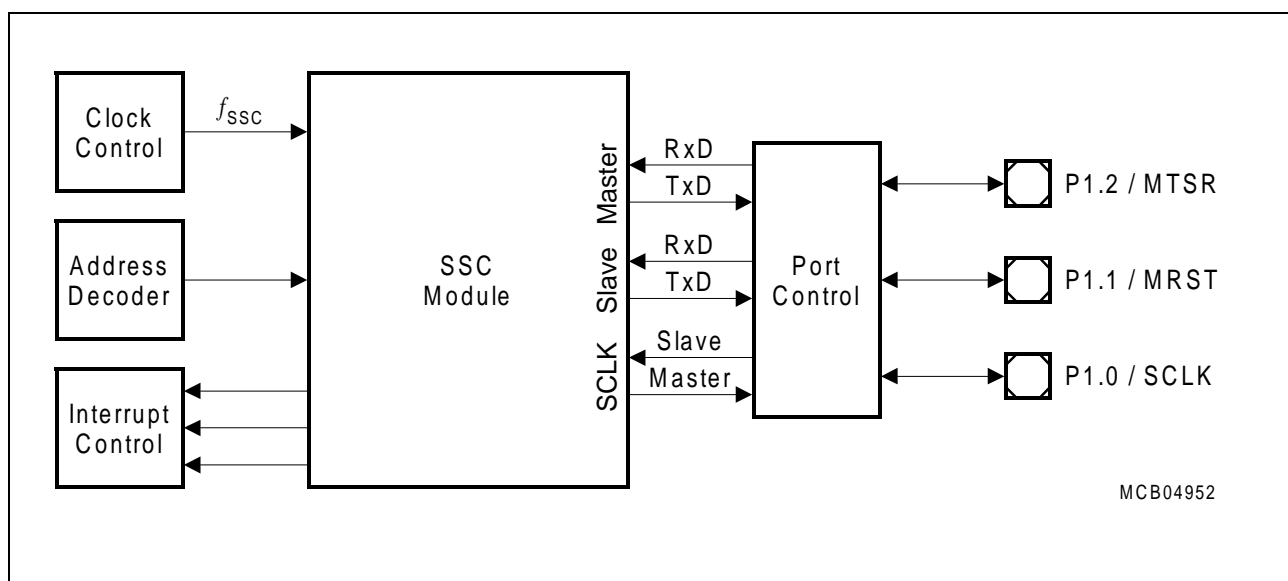 Clock
Control
fSSC
Address
Decoder
Interrupt
Control
SSC
Module
Master
Slave
SCLK
RxD
TxD
RxD
TxD
Slave
Master
Port
Control
P1.2 / MTSR
P1.1 / MRST
P1.0 / SCLK
MCB04952